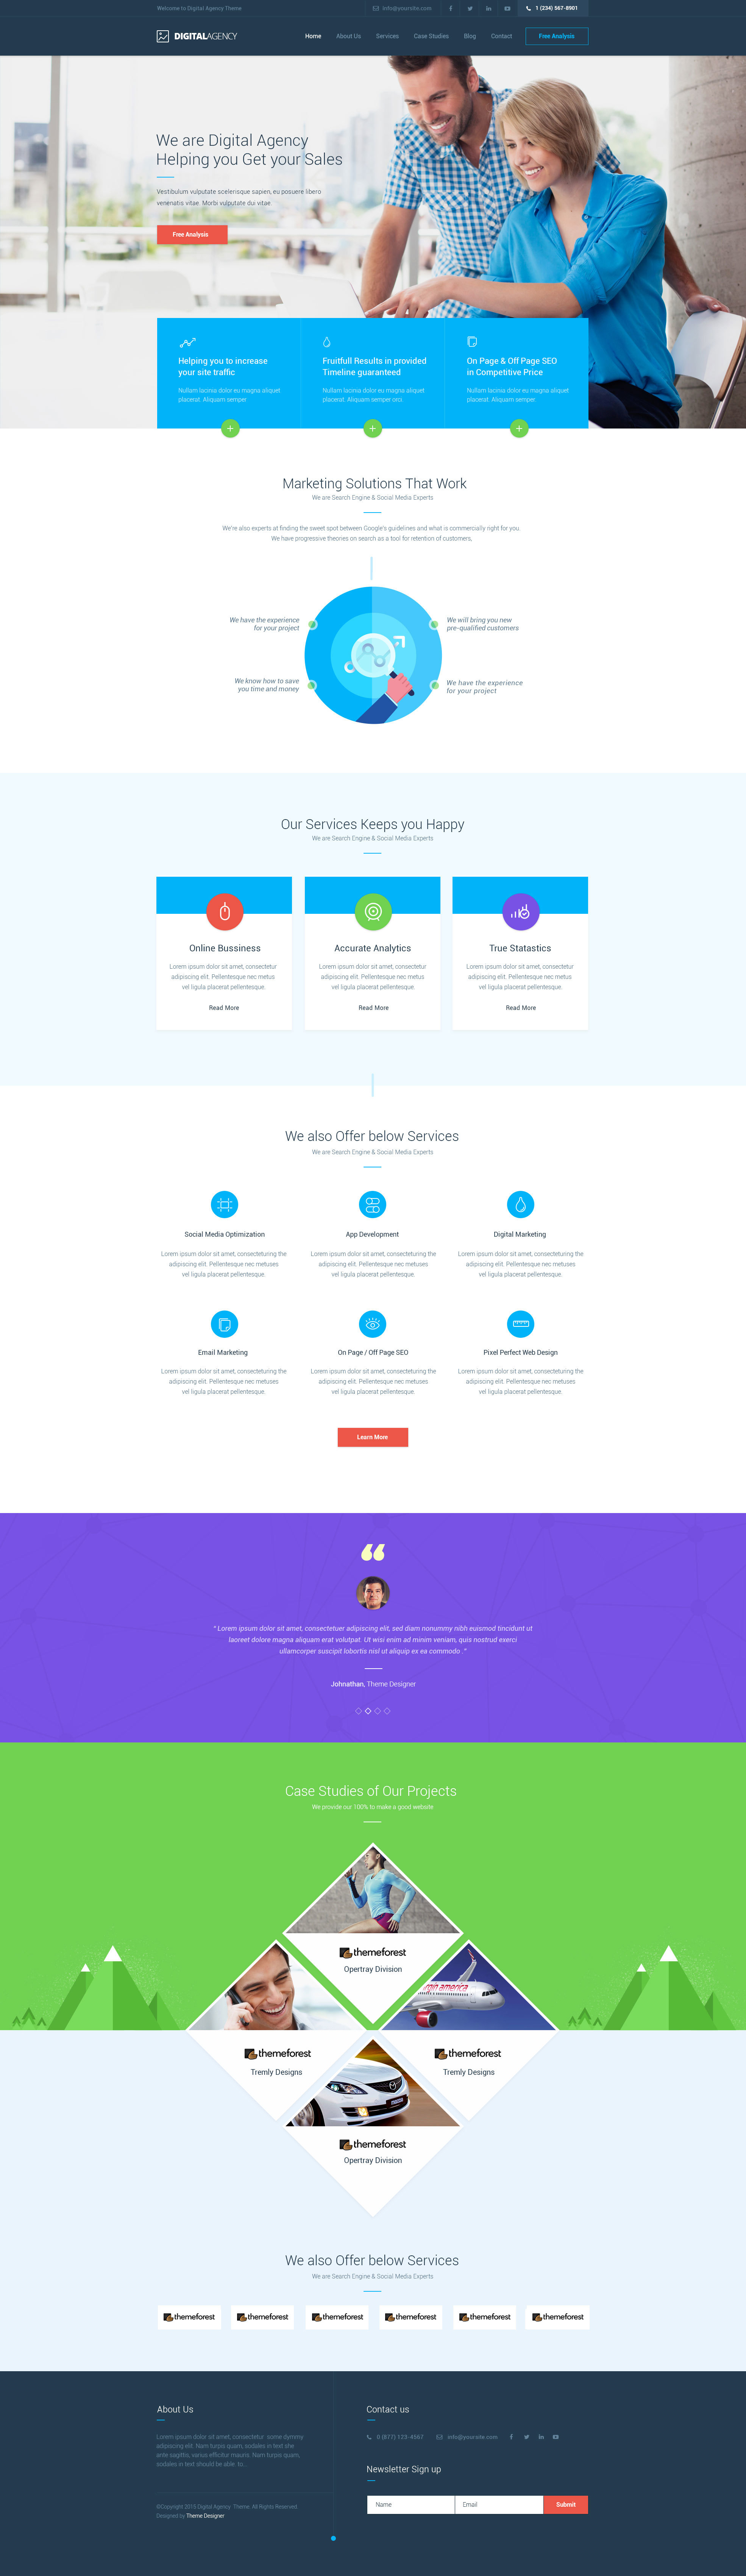 Welcome to Digital Agency Theme
info@yoursite.com
1 (234) 567-8901
DIGITALAGENCY
Home
About Us
Services
Case Studies
Blog
Contact
Free Analysis
We are Digital Agency
Helping you Get your Sales
Vestibulum vulputate scelerisque sapien, eu posuere libero
venenatis vitae. Morbi vulputate dui vitae.
Free Analysis
Helping you to increase
your site traffic
Nullam lacinia dolor eu magna aliquet
placerat. Aliquam semper.
Fruitfull Results in provided
Timeline guaranteed
Nullam lacinia dolor eu magna aliquet
placerat. Aliquam semper orci.
On Page & Off Page SEO
in Competitive Price
Nullam lacinia dolor eu magna aliquet
placerat. Aliquam semper.
Marketing Solutions That Work
We are Search Engine & Social Media Experts
We're also experts at finding the sweet spot between Google's guidelines and what is commercially right for you.
We have progressive theories on search as a tool for retention of customers,
We have the experience
for your project
We will bring you new
pre-qualified customers
We know how to save
you time and money
We have the experience
for your project
Our Services Keeps you Happy
We are Search Engine & Social Media Experts
Online Bussiness
Lorem ipsum dolor sit amet, consectetur
adipiscing elit. Pellentesque nec metus
vel ligula placerat pellentesque.
Read More
Accurate Analytics
Lorem ipsum dolor sit amet, consectetur
adipiscing elit. Pellentesque nec metus
vel ligula placerat pellentesque.
Read More
True Statastics
Lorem ipsum dolor sit amet, consectetur
adipiscing elit. Pellentesque nec metus
vel ligula placerat pellentesque.
Read More
We also Offer below Services
We are Search Engine & Social Media Experts
Social Media Optimization
Lorem ipsum dolor sit amet, consecteturing the
adipiscing elit. Pellentesque nec metuses
vel ligula placerat pellentesque.
App Development
Lorem ipsum dolor sit amet, consecteturing the
adipiscing elit. Pellentesque nec metuses
vel ligula placerat pellentesque.
Digital Marketing
Lorem ipsum dolor sit amet, consecteturing the
adipiscing elit. Pellentesque nec metuses
vel ligula placerat pellentesque.
Email Marketing
Lorem ipsum dolor sit amet, consecteturing the
adipiscing elit. Pellentesque nec metuses
vel ligula placerat pellentesque.
On Page / Off Page SEO
Lorem ipsum dolor sit amet, consecteturing the
adipiscing elit. Pellentesque nec metuses
vel ligula placerat pellentesque.
Pixel Perfect Web Design
Lorem ipsum dolor sit amet, consecteturing the
adipiscing elit. Pellentesque nec metuses
vel ligula placerat pellentesque.
Learn More
“ Lorem ipsum dolor sit amet, consectetuer adipiscing elit, sed diam nonummy nibh euismod tincidunt ut
laoreet dolore magna aliquam erat volutpat. Ut wisi enim ad minim veniam, quis nostrud exerci
ullamcorper suscipit lobortis nisl ut aliquip ex ea commodo .”
Johnathan, Theme Designer
Case Studies of Our Projects
We provide our 100% to make a good website
themeforest
Opertray Division
virgin america
themeforest
Tremly Designs
themeforest
Tremly Designs
themeforest
Opertray Division
We also Offer below Services
We are Search Engine & Social Media Experts
themeforest
themeforest
themeforest
themeforest
themeforest
themeforest
About Us
Lorem ipsum dolor sit amet, consectetur some dymmy
adipiscing elit. Nam turpis quam, sodales in text she
ante sagittis, varius efficitur mauris. Nam turpis quam,
sodales in text should be able to...
©Copyright 2015 Digital Agency Theme. All Rights Reserved.
Designed by Theme Designer
Contact us
0 (877) 123-4567
info@yoursite.com
Newsletter Sign up
Name
Email
Submit